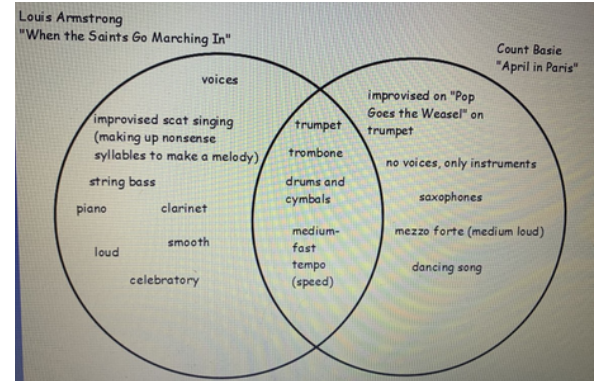 Louis Armstrong
"When the Saints Go Marching In"
Count Basie
"April in Paris"
voices
improvised scat singing
(making up nonsense
syllables to make a melody)
string bass
piano
clarinet
smooth
loud
celebratory
trumpet
trombone
drums and
cymbals
medium-
fast
tempo
(speed)
improvised on "Pop
Goes the Weasel" on
trumpet
no voices, only instruments
saxophones
mezzo forte (medium loud)
dancing song